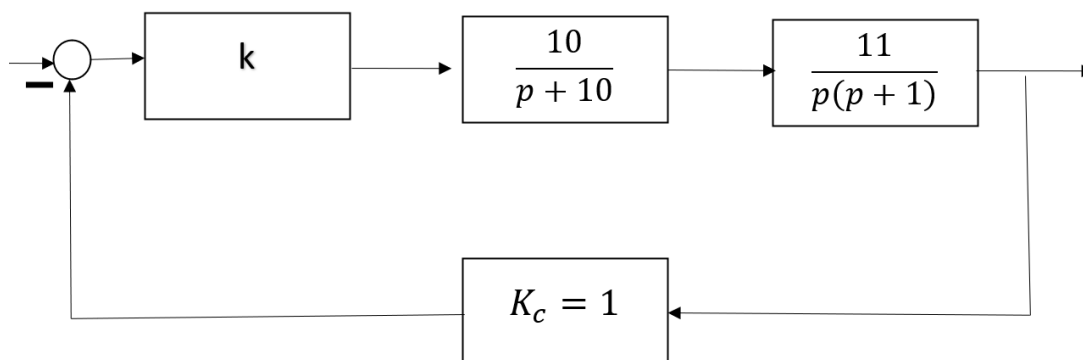 k
10
p + 10
11
p(p + 1)
−
K_c = 1